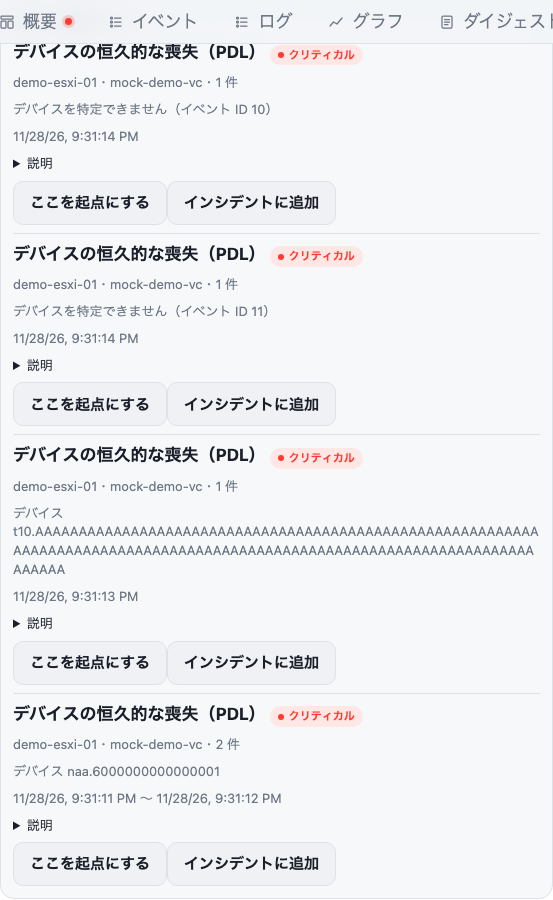 概要 イベント ログ グラフ ダイジェスト
デバイスの恒久的な喪失（PDL） クリティカル
demo-esxi-01・mock-demo-vc・1 件
デバイスを特定できません（イベント ID 10）
11/28/26, 9:31:14 PM
▶ 説明
ここを起点にする インシデントに追加
デバイスの恒久的な喪失（PDL） クリティカル
demo-esxi-01・mock-demo-vc・1 件
デバイスを特定できません（イベント ID 11）
11/28/26, 9:31:14 PM
▶ 説明
ここを起点にする インシデントに追加
デバイスの恒久的な喪失（PDL） クリティカル
demo-esxi-01・mock-demo-vc・1 件
デバイス
t10.AAAAAAAAAAAAAAAAAAAAAAAAAAAAAAAAAAAAAAAAAAAAAAAAAAAAAAAAAA
AAAAAAAAAAAAAAAAAAAAAAAAAAAAAAAAAAAAAAAAAAAAAAAAAAAAAAAAAAAA
AAAAAA
11/28/26, 9:31:13 PM
▶ 説明
ここを起点にする インシデントに追加
デバイスの恒久的な喪失（PDL） クリティカル
demo-esxi-01・mock-demo-vc・2 件
デバイス naa.6000000000000001
11/28/26, 9:31:11 PM 〜 11/28/26, 9:31:12 PM
▶ 説明
ここを起点にする インシデントに追加